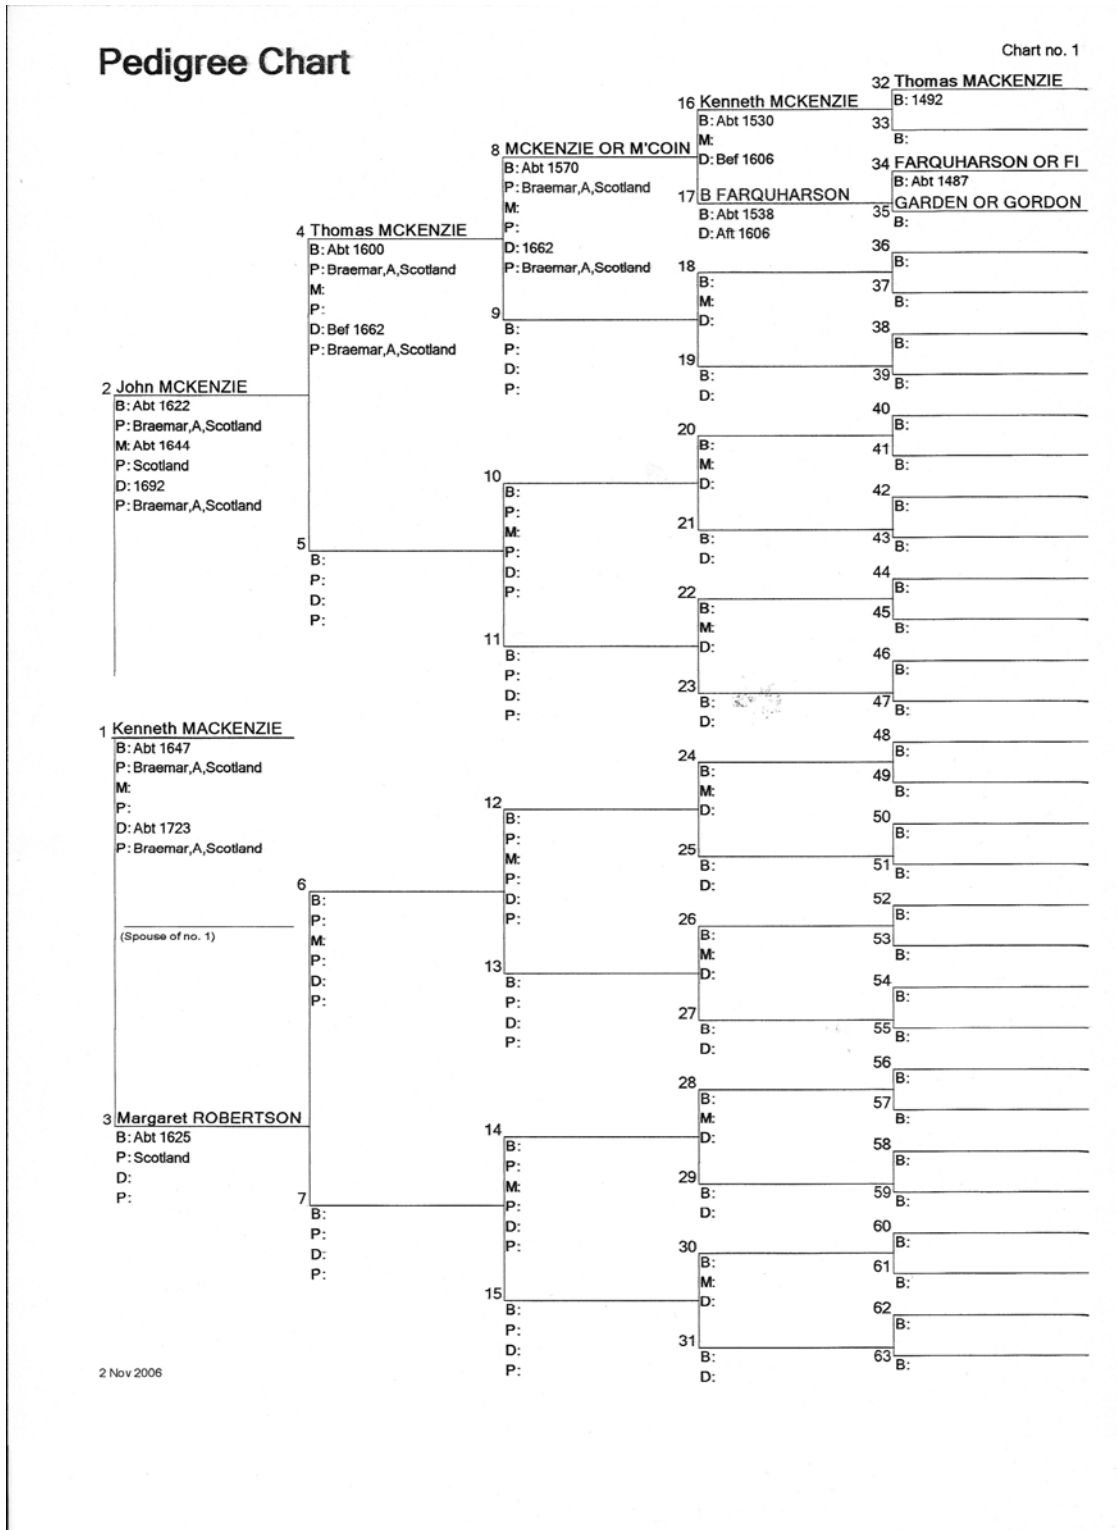 Pedigree Chart
Chart no. 1
2 John MCKENZIE
B: Abt 1622
P: Braemar,A,Scotland
M: Abt 1644
P: Scotland
D: 1692
P: Braemar,A,Scotland
1 Kenneth MACKENZIE
B: Abt 1647
P: Braemar,A,Scotland
M:
P:
D: Abt 1723
P: Braemar,A,Scotland
(Spouse of no. 1)
3 Margaret ROBERTSON
B: Abt 1625
P: Scotland
D:
P:
2 Nov 2006
4 Thomas MCKENZIE
B: Abt 1600
P: Braemar,A,Scotland
M:
P:
D: Bef 1662
P: Braemar,A,Scotland
5
B:
P:
D:
P:
6
B:
P:
M:
P:
D:
P:
7
B:
P:
D:
P:
8 MCKENZIE OR M'COIN
B: Abt 1570
P: Braemar,A,Scotland
M:
P:
D: 1662
P: Braemar,A,Scotland
9
B:
P:
D:
P:
10
B:
P:
M:
P:
D:
P:
11
B:
P:
D:
P:
12
B:
P:
M:
P:
D:
P:
13
B:
P:
D:
P:
14
B:
P:
M:
P:
D:
P:
15
B:
P:
D:
P:
16 Kenneth MCKENZIE
B: Abt 1530
M:
D: Bef 1606
17 B FARQUHARSON
B: Abt 1538
D: Aft 1606
18
B:
M:
D:
19
B:
D:
20
B:
M:
D:
21
B:
D:
22
B:
M:
D:
23
B:
D:
24
B:
M:
D:
25
B:
D:
26
B:
M:
D:
27
B:
D:
28
B:
M:
D:
29
B:
D:
30
B:
M:
D:
31
B:
D:
32 Thomas MACKENZIE
B: 1492
33
B:
34 FARQUHARSON OR FI
B: Abt 1487
35 GARDEN OR GORDON
B:
36
B:
37
B:
38
B:
39
B:
40
B:
41
B:
42
B:
43
B:
44
B:
45
B:
46
B:
47
B:
48
B:
49
B:
50
B:
51
B:
52
B:
53
B:
54
B:
55
B:
56
B:
57
B:
58
B:
59
B:
60
B:
61
B:
62
B:
63
B: